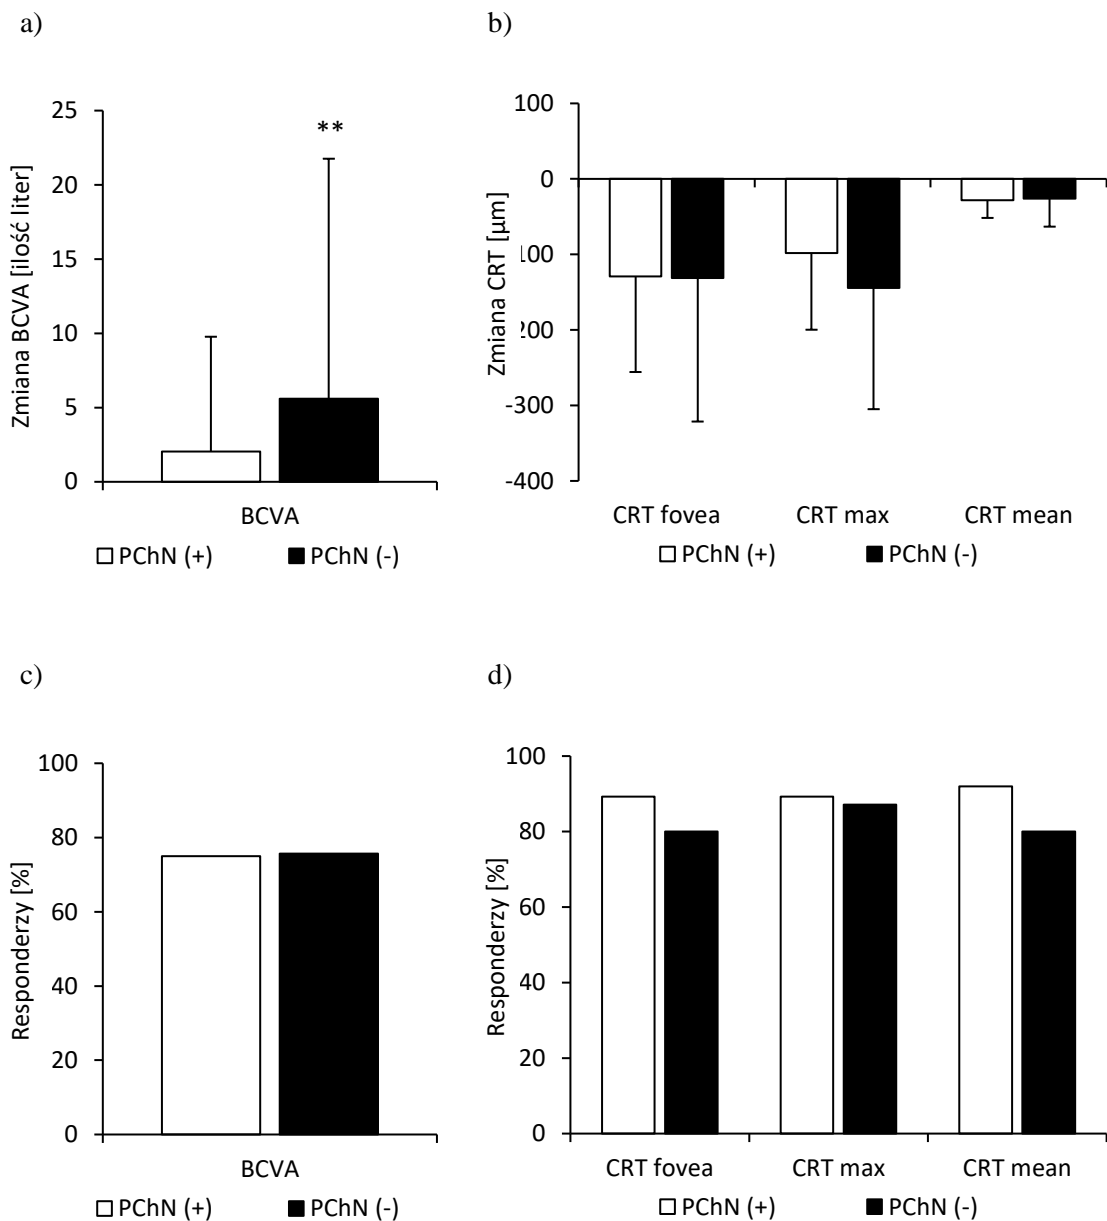 a)
b)
Zmiana BCVA [ilość liter]
25
20
15
10
5
0
**
BCVA
PChN (+) PChN (-)
Zmiana CRT [µm]
100
0
100
200
-300
-400
CRT fovea CRT max CRT mean
PChN (+) PChN (-)
c)
d)
Responderzy [%]
100
80
60
40
20
0
BCVA
PChN (+) PChN (-)
Responderzy [%]
100
80
60
40
20
0
CRT fovea CRT max CRT mean
PChN (+) PChN (-)